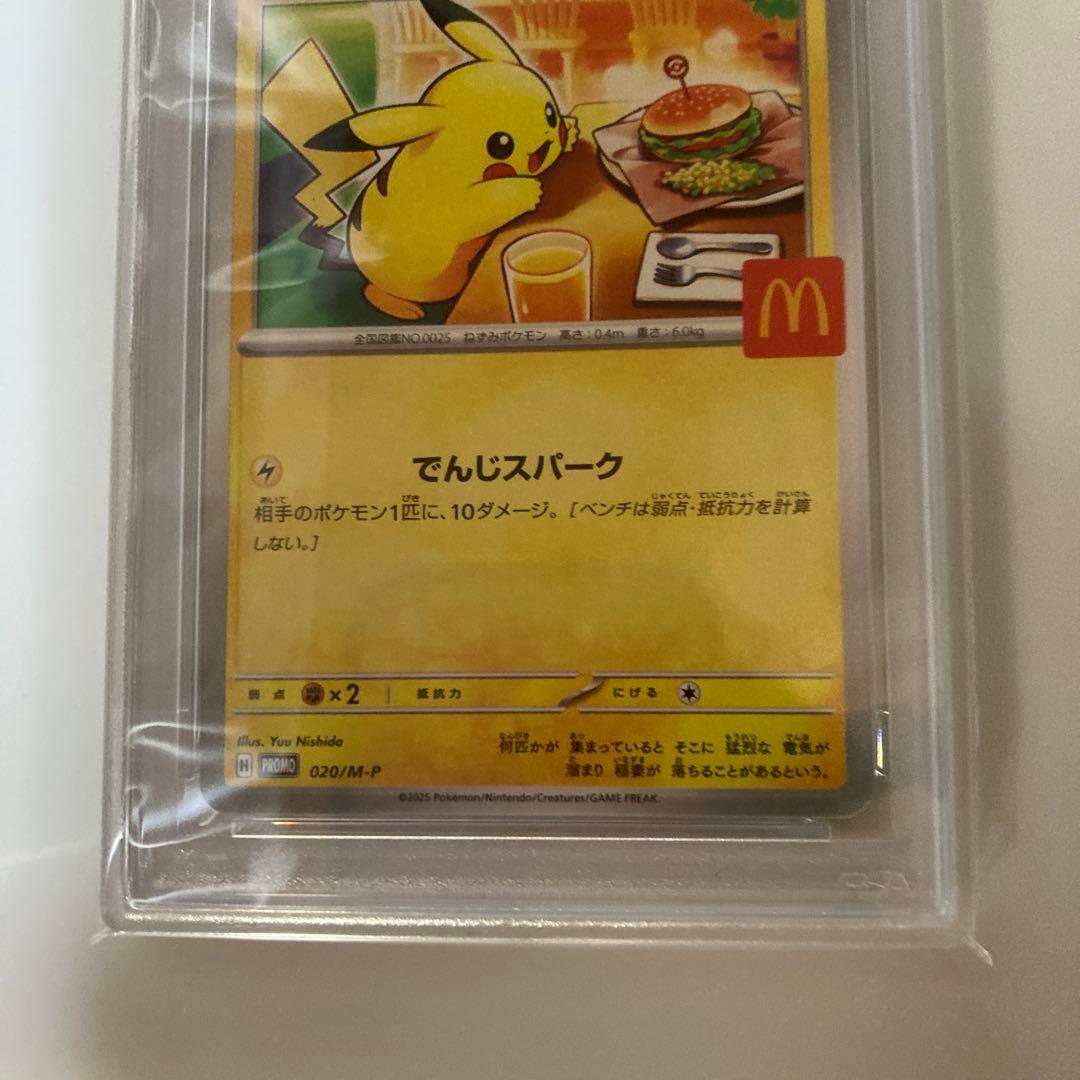 全国図鑑NO.0025 ねずみポケモン 高さ:0.4m 重さ:6.0kg
でんじスパーク
相手のポケモン1匹に、10ダメージ。[ベンチは弱点・抵抗力を計算
しない。]
弱点 ×2 抵抗力 にげる
Illus. Yuu Nishida
何匹かが 集まっていると そこに 猛烈な 電気が
溜まり 稲妻が 落ちることがあるという。
H PROMO 020/M-P
©2025 Pokémon/Nintendo/Creatures/GAME FREAK.